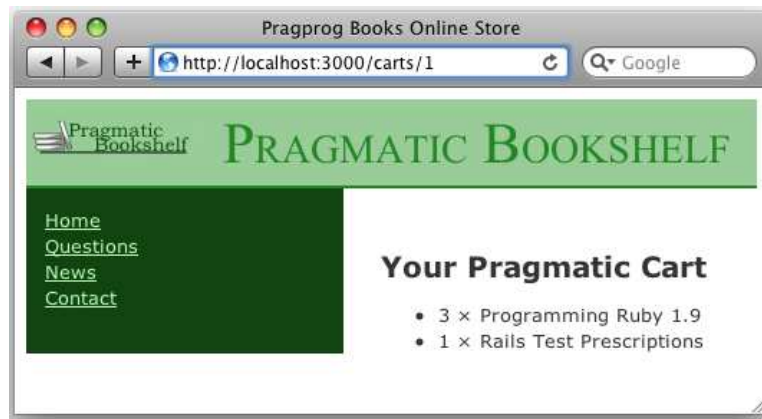 Pragprog Books Online Store
http://localhost:3000/carts/1
Google
Pragmatic
Bookshelf
PRAGMATIC BOOKSHELF
Home
Questions
News
Contact
Your Pragmatic Cart
• 3 × Programming Ruby 1.9
• 1 × Rails Test Prescriptions